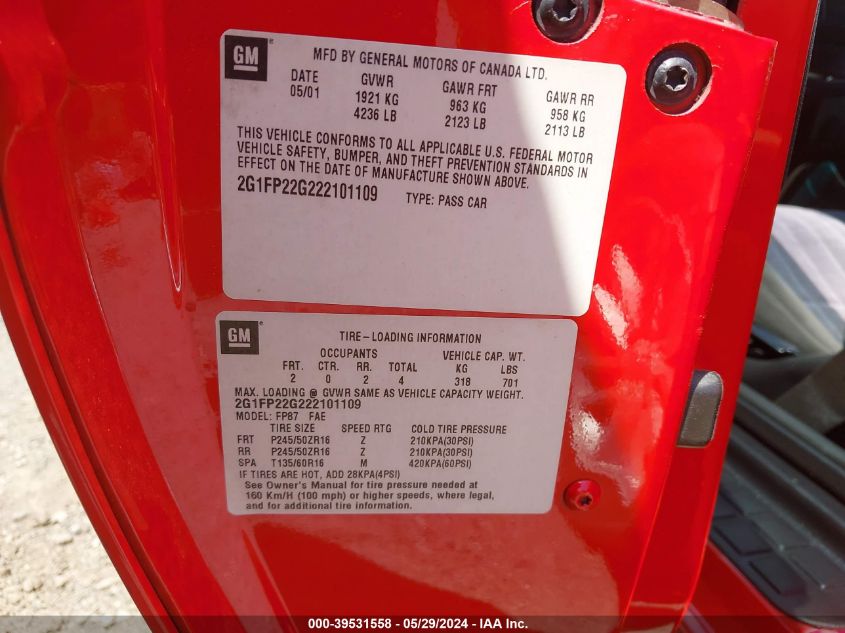 GM
MFD BY GENERAL MOTORS OF CANADA LTD.
DATE GVWR GAWR FRT GAWR RR
05/01 1921 KG 963 KG 958 KG
4236 LB 2123 LB 2113 LB
THIS VEHICLE CONFORMS TO ALL APPLICABLE U.S. FEDERAL MOTOR
VEHICLE SAFETY, BUMPER, AND THEFT PREVENTION STANDARDS IN
EFFECT ON THE DATE OF MANUFACTURE SHOWN ABOVE.
2G1FP22G222101109 TYPE: PASS CAR
GM
TIRE-LOADING INFORMATION
OCCUPANTS VEHICLE CAP. WT.
FRT. CTR. RR. TOTAL KG LBS
2 0 2 4 318 701
MAX. LOADING @ GVWR SAME AS VEHICLE CAPACITY WEIGHT.
2G1FP22G222101109
MODEL: FP87 FAE
TIRE SIZE SPEED RTG COLD TIRE PRESSURE
FRT P245/50ZR16 Z 210KPA(30PSI)
RR P245/50ZR16 Z 210KPA(30PSI)
SPA T135/60R16 M 420KPA(60PSI)
IF TIRES ARE HOT, ADD 28KPA(4PSI)
See Owner's Manual for tire pressure needed at
160 Km/H (100 mph) or higher speeds, where legal,
and for additional tire information.
000-39531558 - 05/29/2024 - IAA Inc.